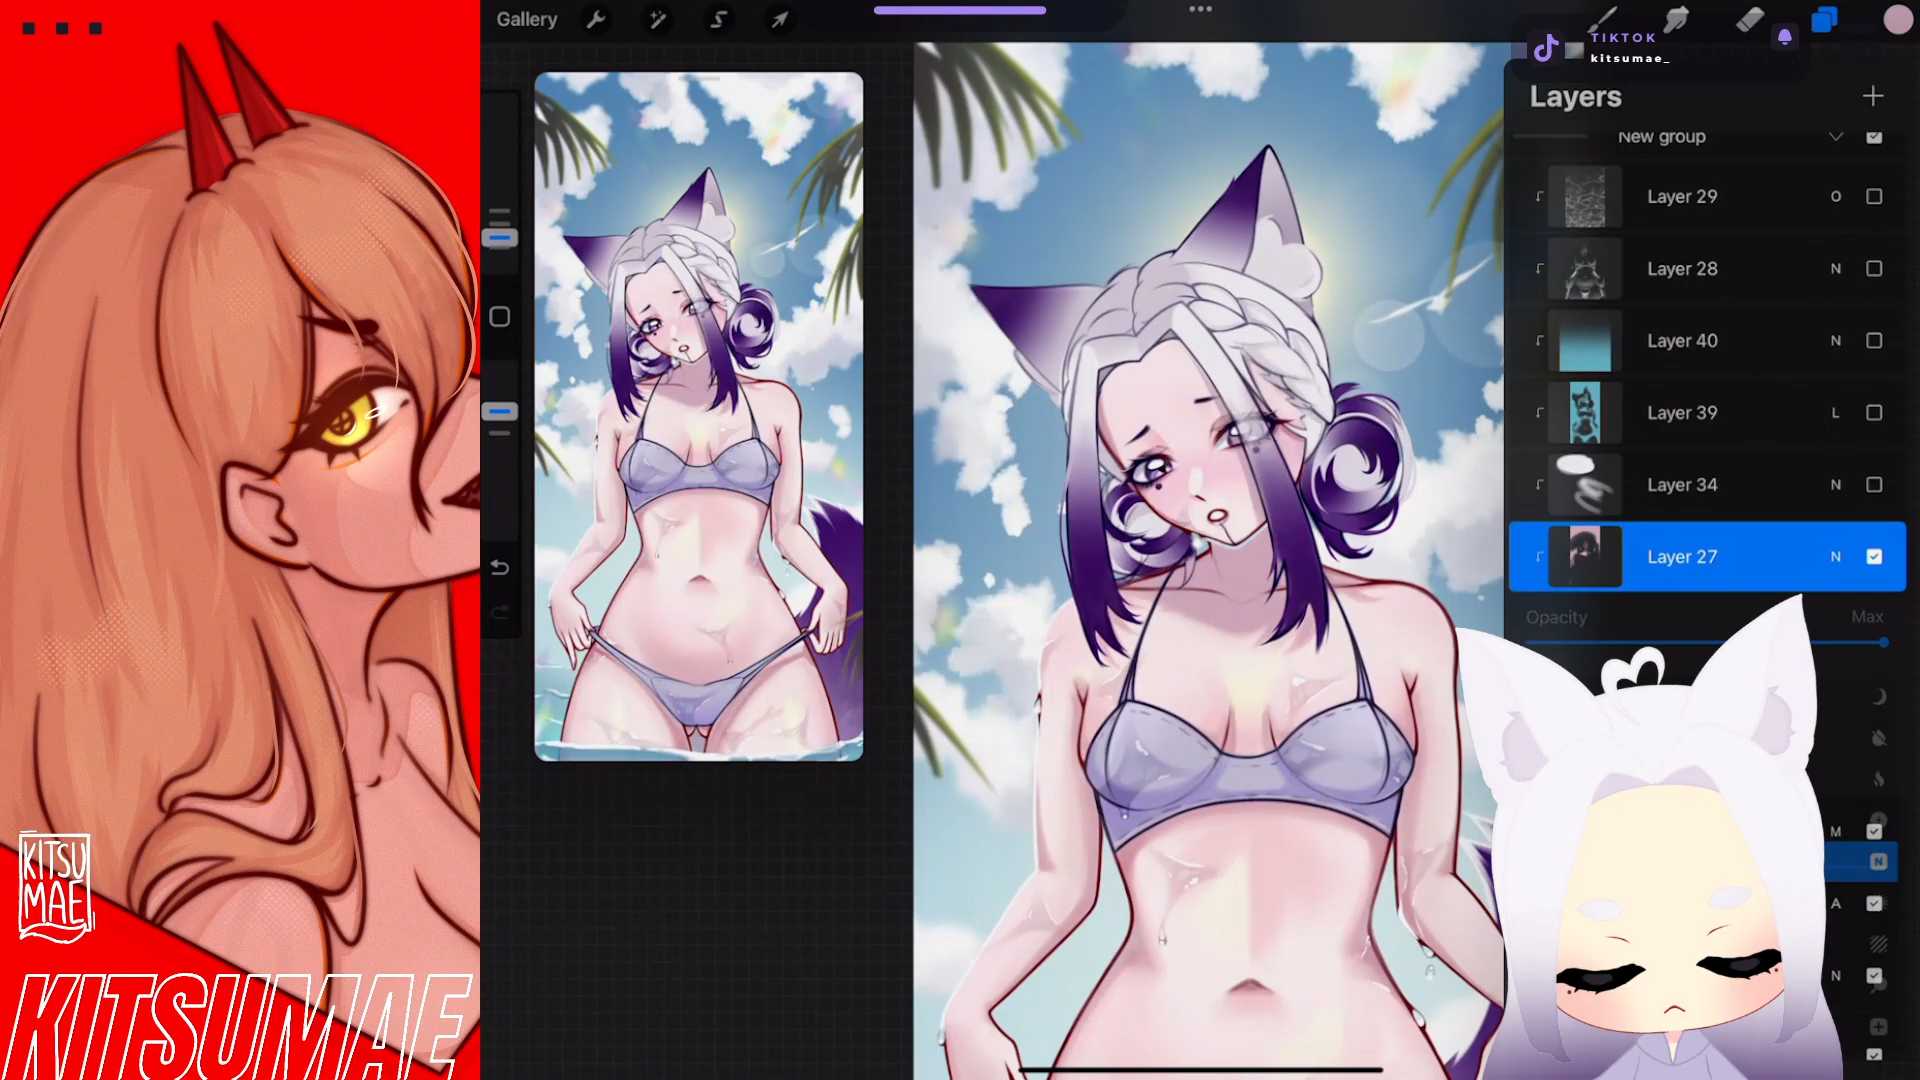 Gallery
TIKTOK
kitsumae_
Layers
New group
Layer 29
O
Layer 28
N
Layer 40
N
Layer 39
L
Layer 34
N
Layer 27
N
Opacity
Max
M
N
A
N
KITSU
MAE
KITSUMAE